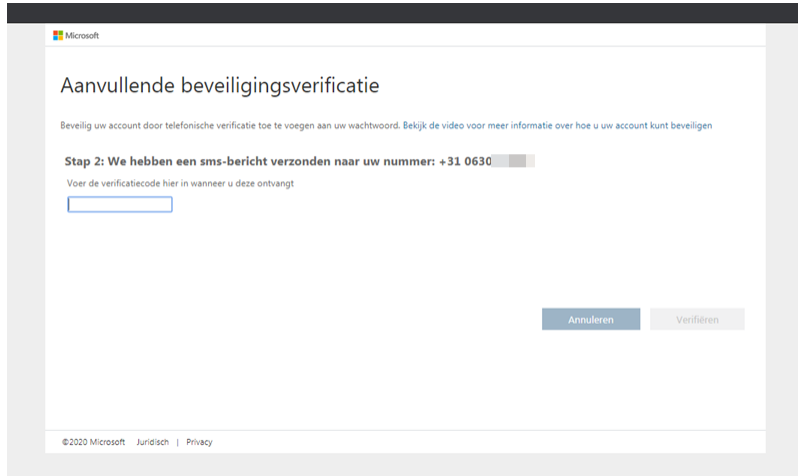 Microsoft
Aanvullende beveiligingsverificatie
Beveilig uw account door telefonische verificatie toe te voegen aan uw wachtwoord. Bekijk de video voor meer informatie over hoe u uw account kunt beveiligen
Stap 2: We hebben een sms-bericht verzonden naar uw nummer: +31 0630
Voer de verificatiecode hier in wanneer u deze ontvangt
Annuleren Verifiëren
©2020 Microsoft Juridisch | Privacy